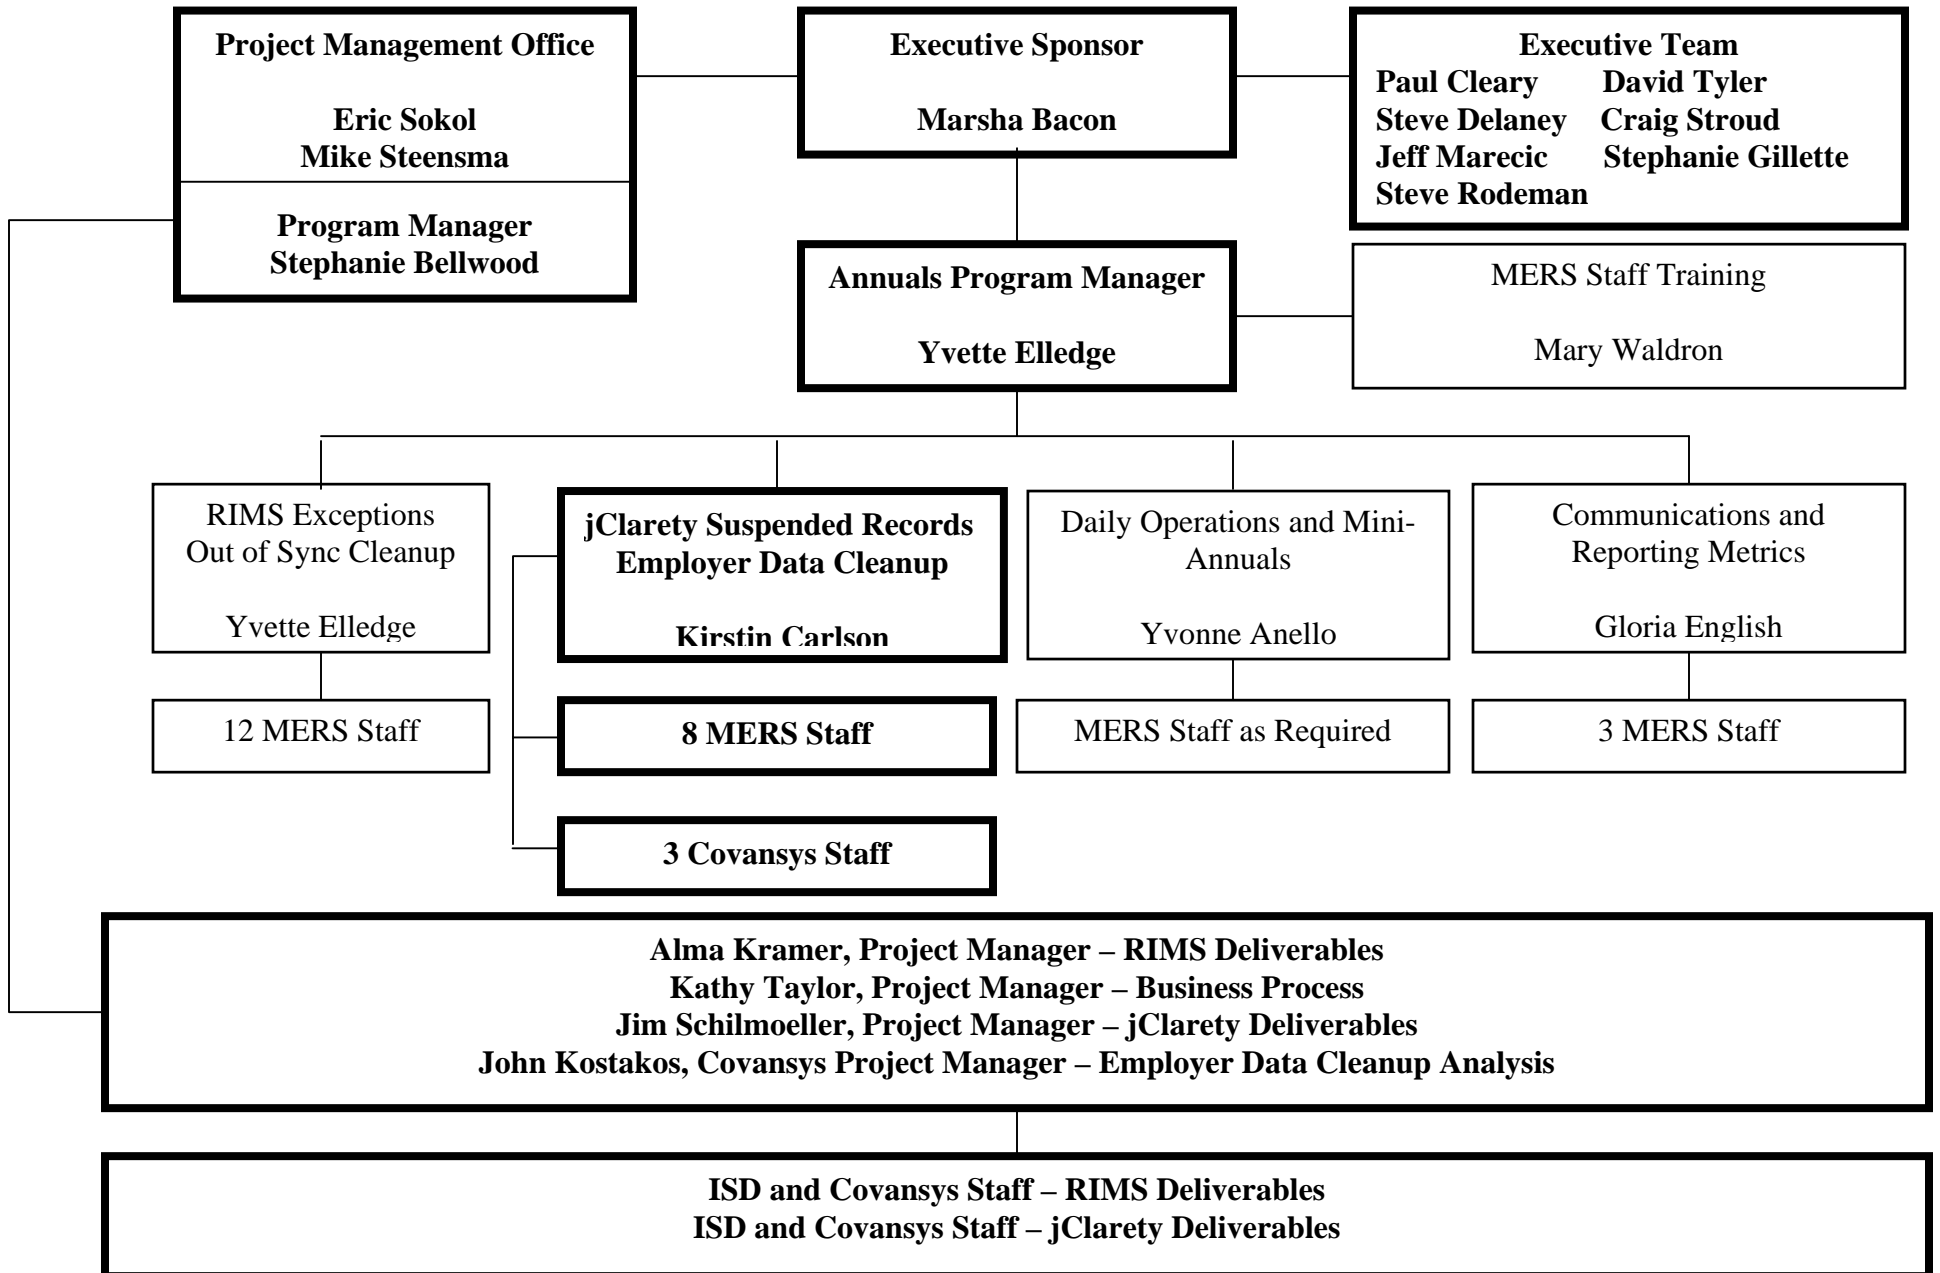 Project Management Office
Eric Sokol
Mike Steensma
Program Manager
Stephanie Bellwood
Executive Sponsor
Marsha Bacon
Executive Team
Paul Cleary David Tyler
Steve Delaney Craig Stroud
Jeff Marecic Stephanie Gillette
Steve Rodeman
Annuals Program Manager
Yvette Elledge
MERS Staff Training
Mary Waldron
RIMS Exceptions
Out of Sync Cleanup
Yvette Elledge
12 MERS Staff
jClarety Suspended Records
Employer Data Cleanup
Kirstin Carlson
8 MERS Staff
3 Covansys Staff
Daily Operations and Mini-
Annuals
Yvonne Anello
MERS Staff as Required
Communications and
Reporting Metrics
Gloria English
3 MERS Staff
Alma Kramer, Project Manager – RIMS Deliverables
Kathy Taylor, Project Manager – Business Process
Jim Schilmoeller, Project Manager – jClarety Deliverables
John Kostakos, Covansys Project Manager – Employer Data Cleanup Analysis
ISD and Covansys Staff – RIMS Deliverables
ISD and Covansys Staff – jClarety Deliverables